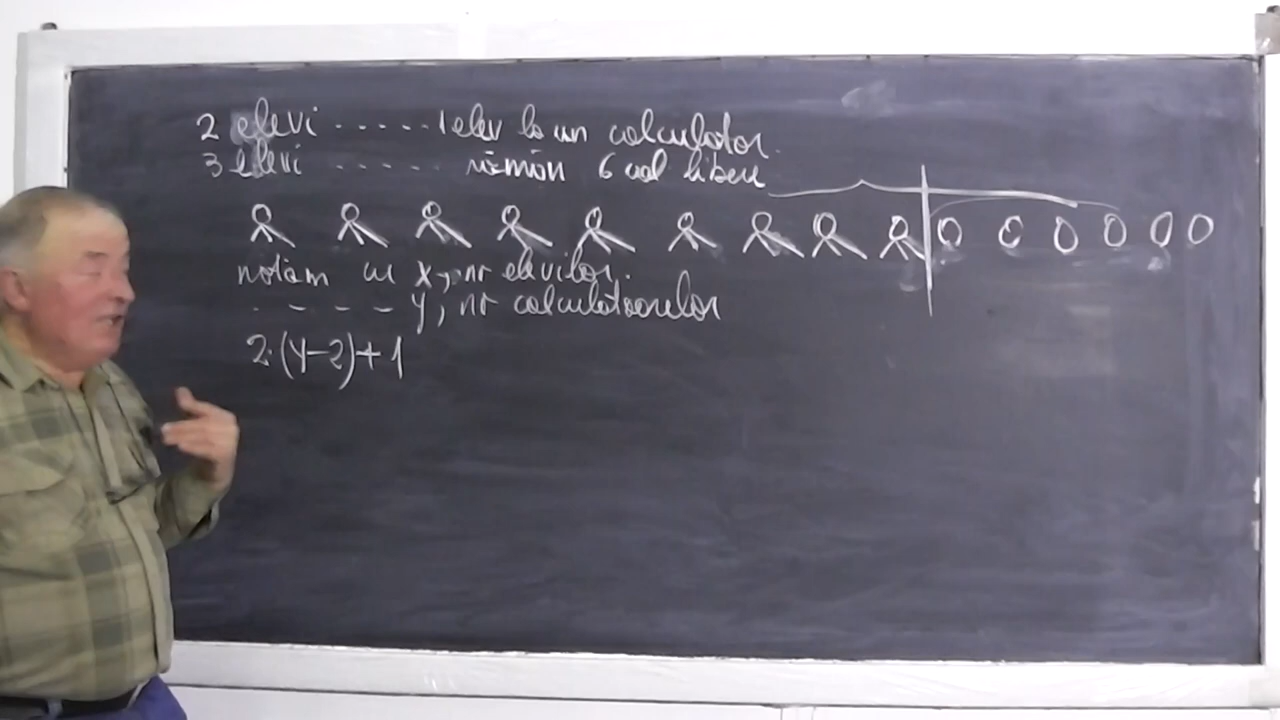 2 elevi ..... 1 elev la un calculator.
3 elevi ...... rămân 6 cal libere
notăm cu x, nr elevilor.
. - - - - y, nr calculatoarelor
2·(y-2)+1